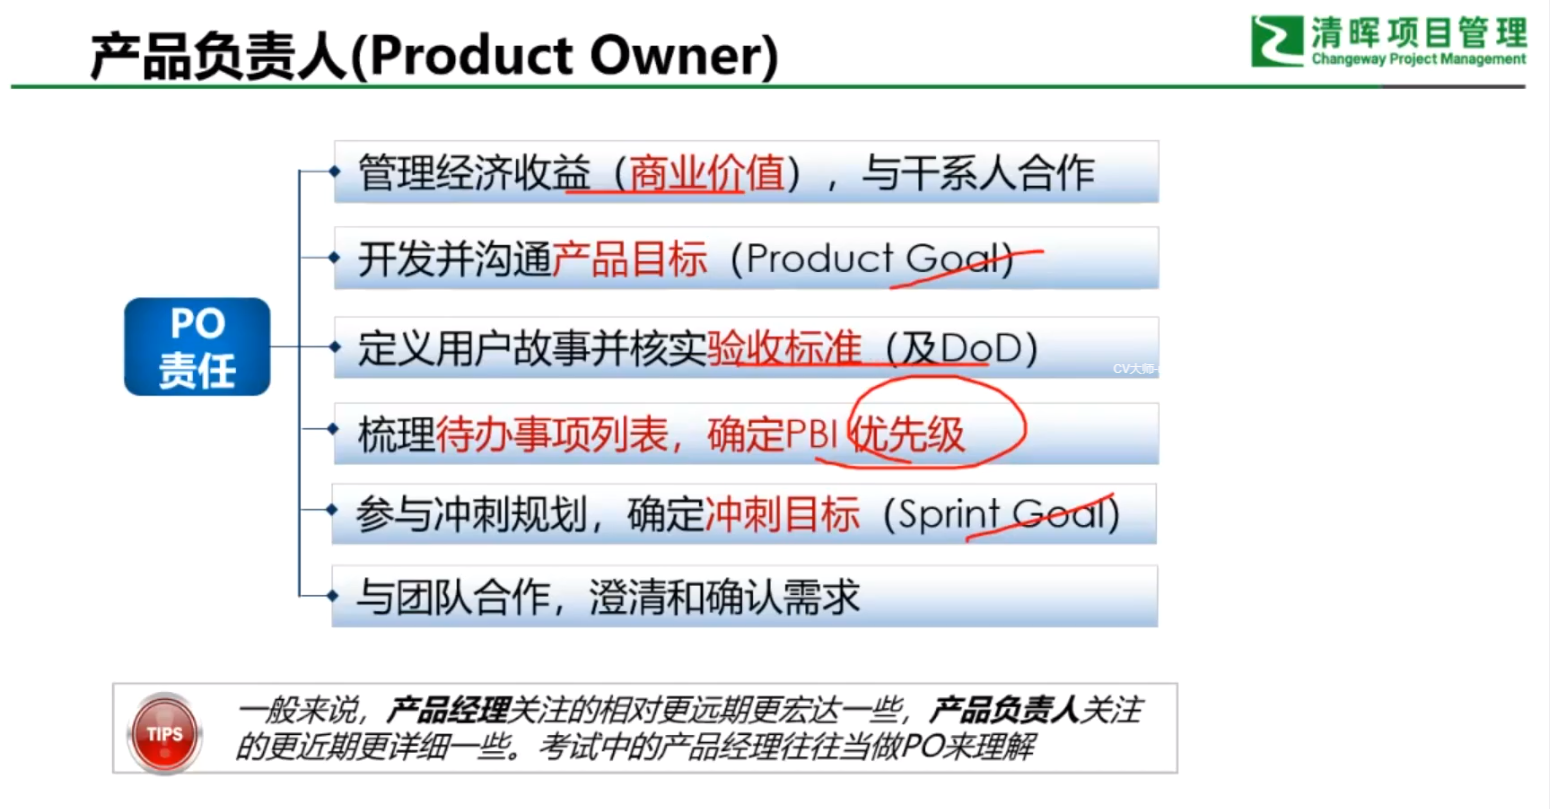 产品负责人(Product Owner)
清晖项目管理
Changeway Project Management
管理经济收益（商业价值），与干系人合作
开发并沟通产品目标（Product Goal）
PO
责任
定义用户故事并核实验收标准（及DoD）
CV大师
梳理待办事项列表，确定PBI 优先级
参与冲刺规划，确定冲刺目标（Sprint Goal）
与团队合作，澄清和确认需求
TIPS
一般来说，产品经理关注的相对更远期更宏达一些，产品负责人关注
的更近期更详细一些。考试中的产品经理往往当做PO来理解